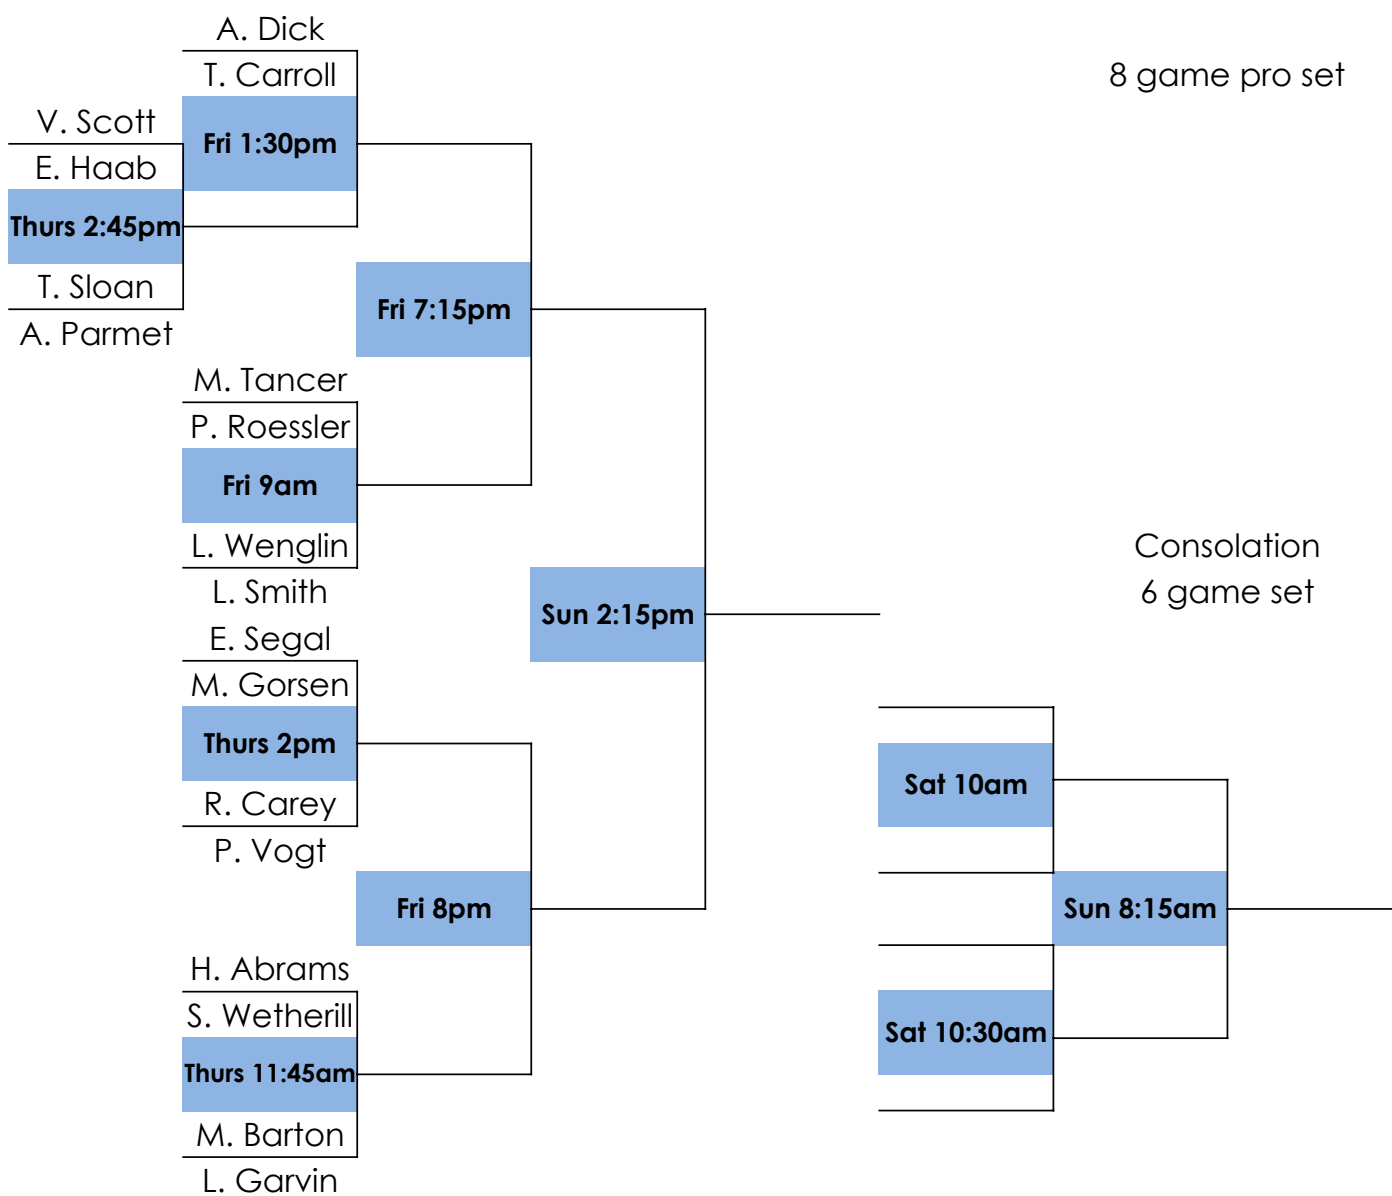 A. Dick
T. Carroll
8 game pro set
V. Scott
Fri 1:30pm
E. Haab
Thurs 2:45pm
T. Sloan
Fri 7:15pm
A. Parmet
M. Tancer
P. Roessler
Fri 9am
L. Wenglin
Consolation
L. Smith
6 game set
Sun 2:15pm
E. Segal
M. Gorsen
Thurs 2pm
Sat 10am
R. Carey
P. Vogt
Fri 8pm
Sun 8:15am
H. Abrams
S. Wetherill
Sat 10:30am
Thurs 11:45am
M. Barton
L. Garvin